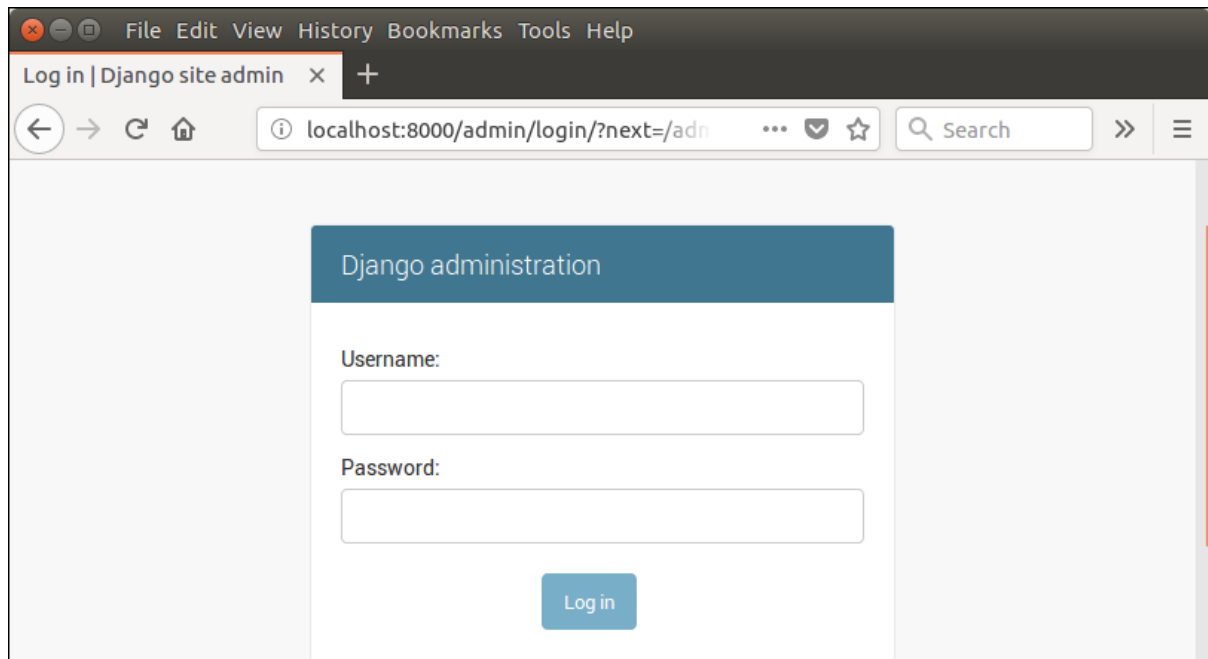 File Edit View History Bookmarks Tools Help
Log in | Django site admin
localhost:8000/admin/login/?next=/adm
Search
Django administration
Username:
Password:
Log in